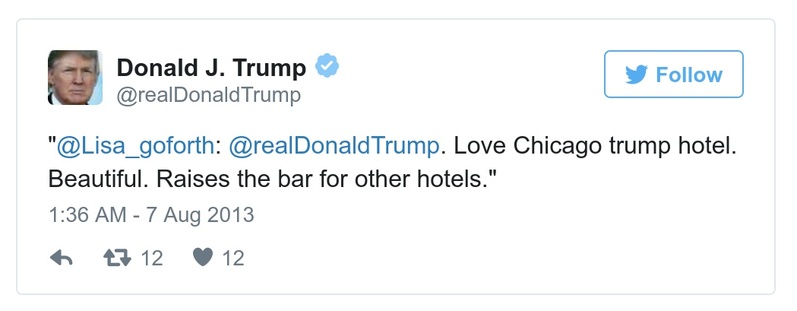 Donald J. Trump
@realDonaldTrump
Follow
"@Lisa_goforth: @realDonaldTrump. Love Chicago trump hotel.
Beautiful. Raises the bar for other hotels."
1:36 AM - 7 Aug 2013
12 12